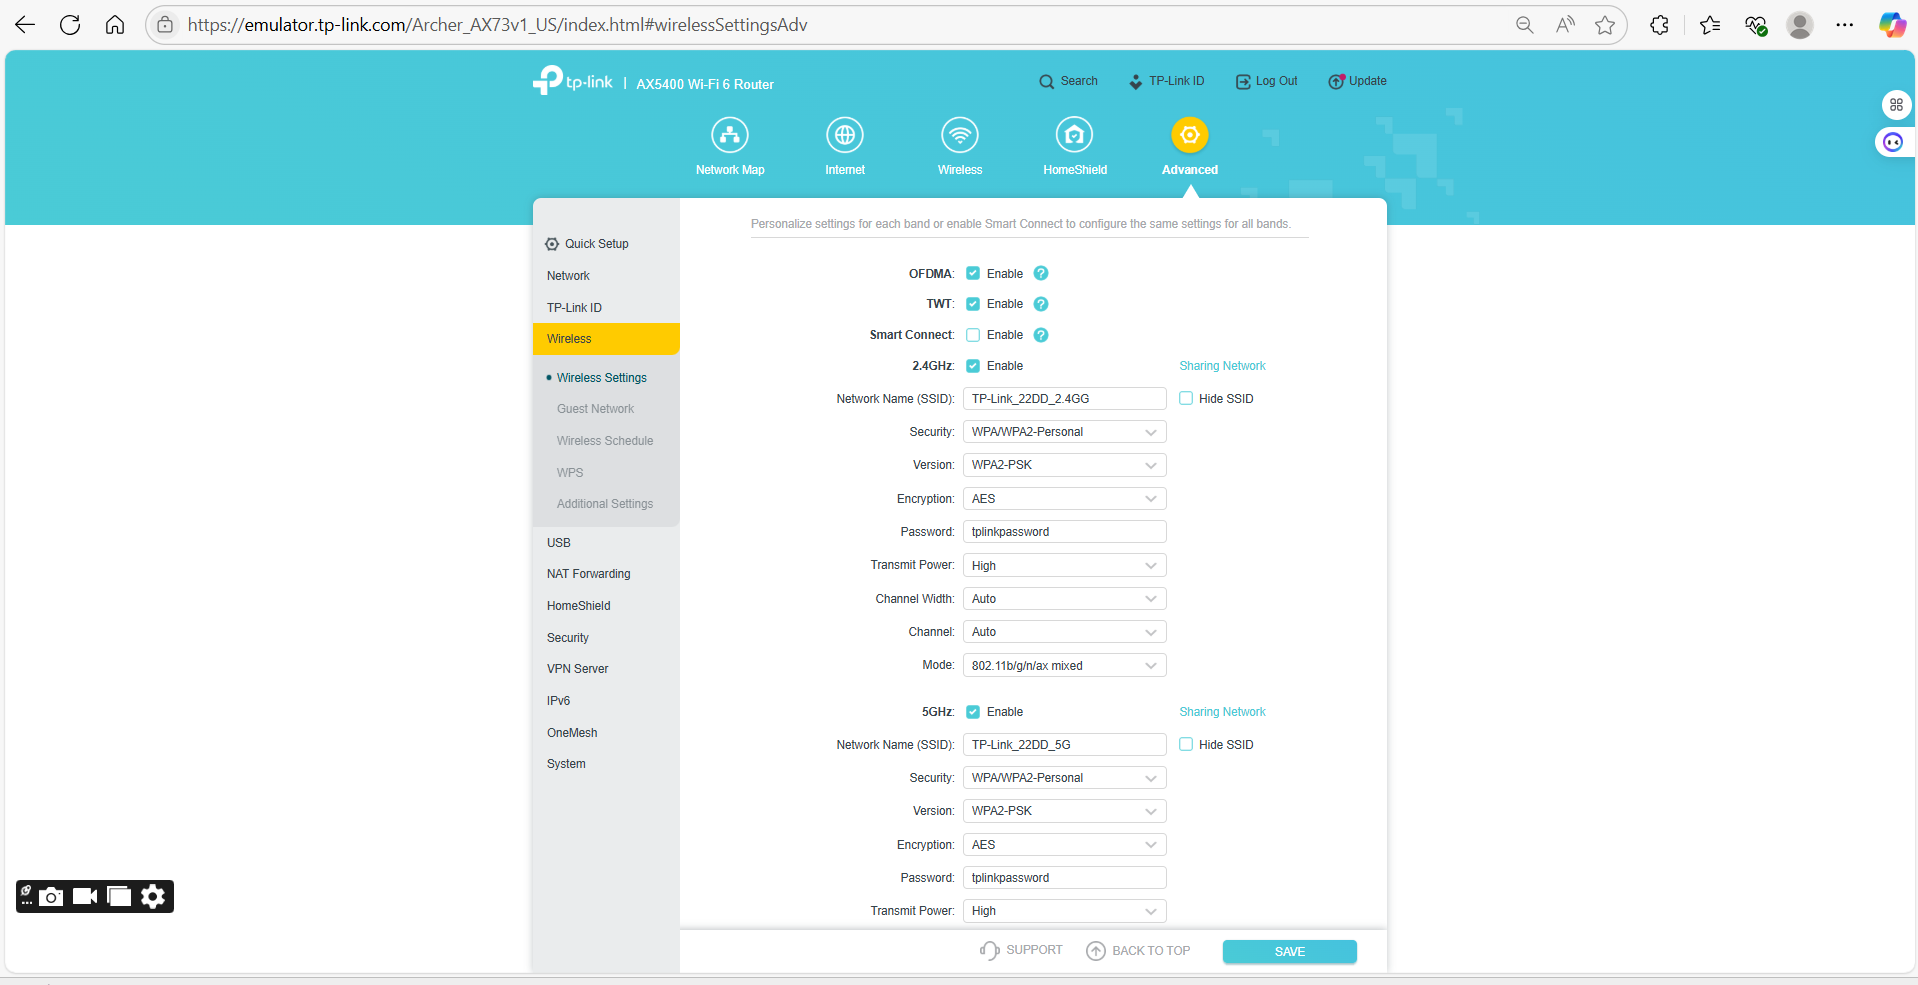 https://emulator.tp-link.com/Archer_AX73v1_US/index.html#wirelessSettingsAdv
tp-link | AX5400 Wi-Fi 6 Router
Search
TP-Link ID
Log Out
Update
Network Map
Internet
Wireless
HomeShield
Advanced
Quick Setup
Network
TP-Link ID
Wireless
Wireless Settings
Guest Network
Wireless Schedule
WPS
Additional Settings
USB
NAT Forwarding
HomeShield
Security
VPN Server
IPv6
OneMesh
System
Personalize settings for each band or enable Smart Connect to configure the same settings for all bands.
OFDMA: Enable ?
TWT: Enable ?
Smart Connect: Enable ?
2.4GHz: Enable Sharing Network
Network Name (SSID): TP-Link_22DD_2.4GG Hide SSID
Security: WPA/WPA2-Personal
Version: WPA2-PSK
Encryption: AES
Password: tplinkpassword
Transmit Power: High
Channel Width: Auto
Channel: Auto
Mode: 802.11b/g/n/ax mixed
5GHz: Enable Sharing Network
Network Name (SSID): TP-Link_22DD_5G Hide SSID
Security: WPA/WPA2-Personal
Version: WPA2-PSK
Encryption: AES
Password: tplinkpassword
Transmit Power: High
SUPPORT
BACK TO TOP
SAVE